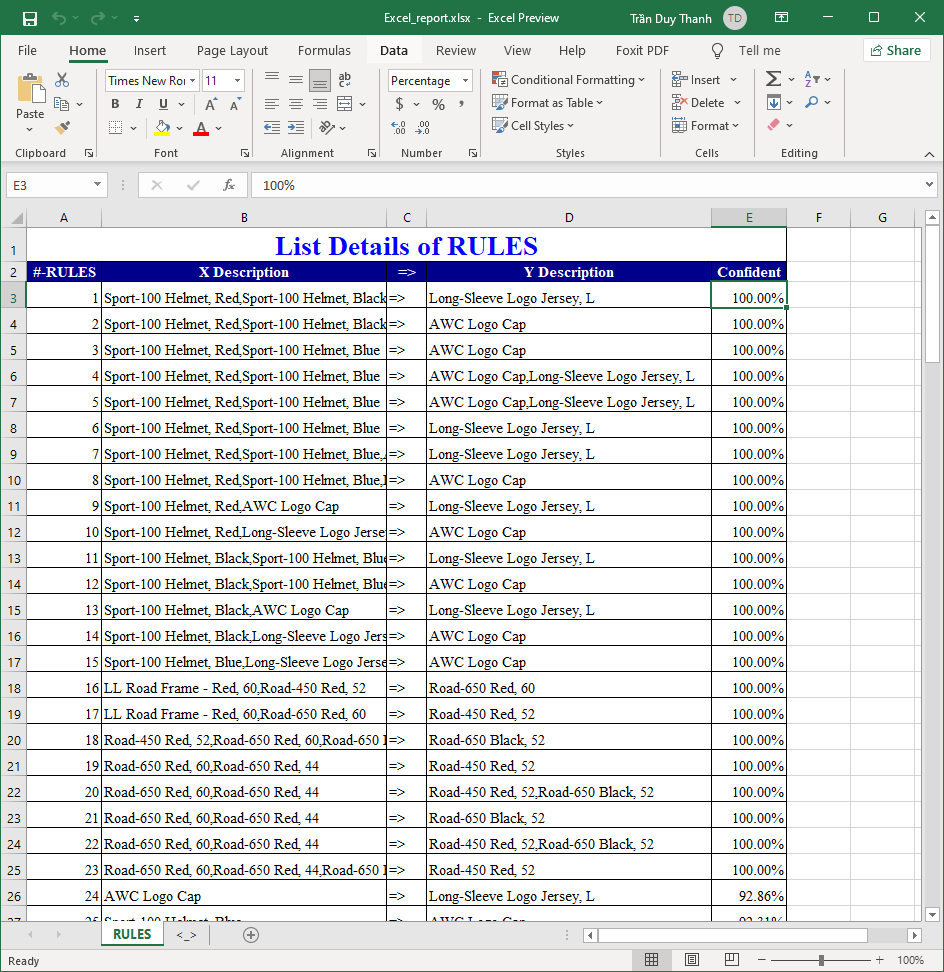 Excel_report.xlsx - Excel Preview
Trần Duy Thanh TD
File Home Insert Page Layout Formulas Data Review View Help Foxit PDF Tell me Share
Paste
Times New Ro 11
B I U
ab
Percentage
$ % ,
Conditional Formatting
Format as Table
Cell Styles
Insert
Delete
Format
Clipboard Font Alignment Number Styles Cells Editing
E3 fx 100%
A B C D E F G
1 List Details of RULES
2 #-RULES X Description => Y Description Confident
3 1 Sport-100 Helmet, Red,Sport-100 Helmet, Black => Long-Sleeve Logo Jersey, L 100.00%
4 2 Sport-100 Helmet, Red,Sport-100 Helmet, Black => AWC Logo Cap 100.00%
5 3 Sport-100 Helmet, Red,Sport-100 Helmet, Blue => AWC Logo Cap 100.00%
6 4 Sport-100 Helmet, Red,Sport-100 Helmet, Blue => AWC Logo Cap,Long-Sleeve Logo Jersey, L 100.00%
7 5 Sport-100 Helmet, Red,Sport-100 Helmet, Blue => AWC Logo Cap,Long-Sleeve Logo Jersey, L 100.00%
8 6 Sport-100 Helmet, Red,Sport-100 Helmet, Blue => Long-Sleeve Logo Jersey, L 100.00%
9 7 Sport-100 Helmet, Red,Sport-100 Helmet, Blue, => Long-Sleeve Logo Jersey, L 100.00%
10 8 Sport-100 Helmet, Red,Sport-100 Helmet, Blue, => AWC Logo Cap 100.00%
11 9 Sport-100 Helmet, Red,AWC Logo Cap => Long-Sleeve Logo Jersey, L 100.00%
12 10 Sport-100 Helmet, Red,Long-Sleeve Logo Jerse => AWC Logo Cap 100.00%
13 11 Sport-100 Helmet, Black,Sport-100 Helmet, Blue => Long-Sleeve Logo Jersey, L 100.00%
14 12 Sport-100 Helmet, Black,Sport-100 Helmet, Blue => AWC Logo Cap 100.00%
15 13 Sport-100 Helmet, Black,AWC Logo Cap => Long-Sleeve Logo Jersey, L 100.00%
16 14 Sport-100 Helmet, Black,Long-Sleeve Logo Jers => AWC Logo Cap 100.00%
17 15 Sport-100 Helmet, Blue,Long-Sleeve Logo Jerse => AWC Logo Cap 100.00%
18 16 LL Road Frame - Red, 60,Road-450 Red, 52 => Road-650 Red, 60 100.00%
19 17 LL Road Frame - Red, 60,Road-650 Red, 60 => Road-450 Red, 52 100.00%
20 18 Road-450 Red, 52,Road-650 Red, 60,Road-650 => Road-650 Black, 52 100.00%
21 19 Road-650 Red, 60,Road-650 Red, 44 => Road-450 Red, 52 100.00%
22 20 Road-650 Red, 60,Road-650 Red, 44 => Road-450 Red, 52,Road-650 Black, 52 100.00%
23 21 Road-650 Red, 60,Road-650 Red, 44 => Road-650 Black, 52 100.00%
24 22 Road-650 Red, 60,Road-650 Red, 44 => Road-450 Red, 52,Road-650 Black, 52 100.00%
25 23 Road-650 Red, 60,Road-650 Red, 44,Road-650 => Road-450 Red, 52 100.00%
26 24 AWC Logo Cap => Long-Sleeve Logo Jersey, L 92.86%
27 25 Sport-100 Helmet, Blue => AWC Logo Cap 92.31%
RULES <_>
Ready 100%